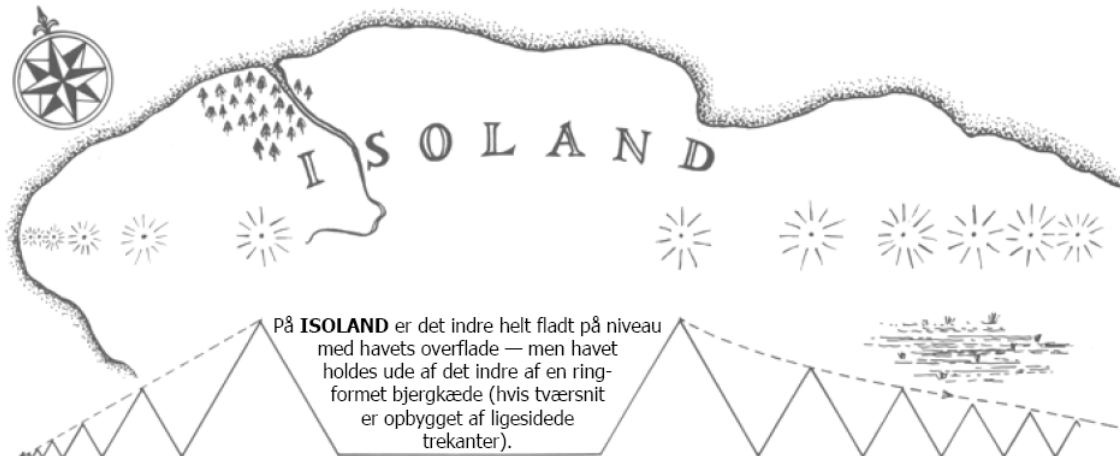 ISOLAND
På ISOLAND er det indre helt fladt på niveau
med havets overflade — men havet
holdes ude af det indre af en ring-
formet bjergkæde (hvis tværsnit
er opbygget af ligesidede
trekanter).